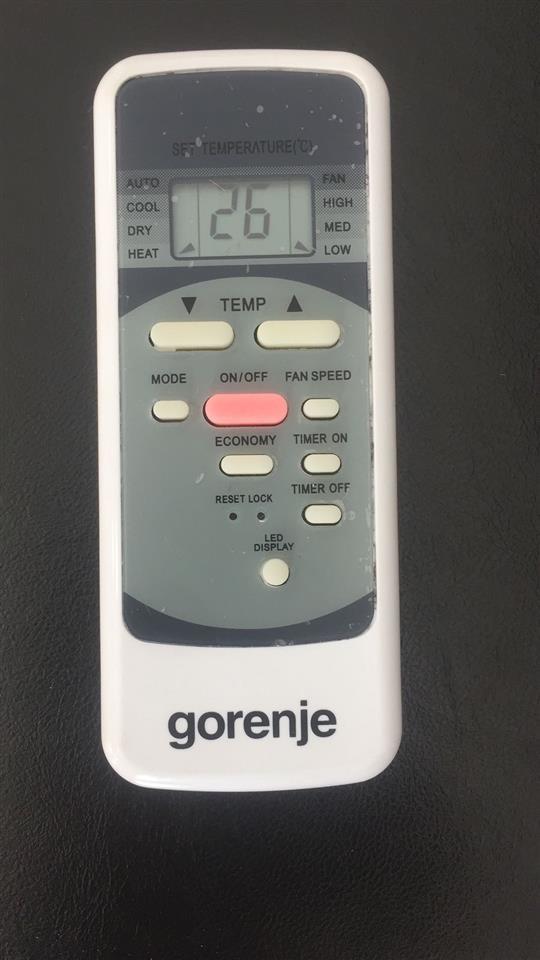 SET TEMPERATURE(°C)
AUTO
COOL
DRY
HEAT
26
FAN
HIGH
MED
LOW
▼ TEMP ▲
MODE ON/OFF FAN SPEED
ECONOMY TIMER ON
RESET LOCK TIMER OFF
LED
DISPLAY
gorenje